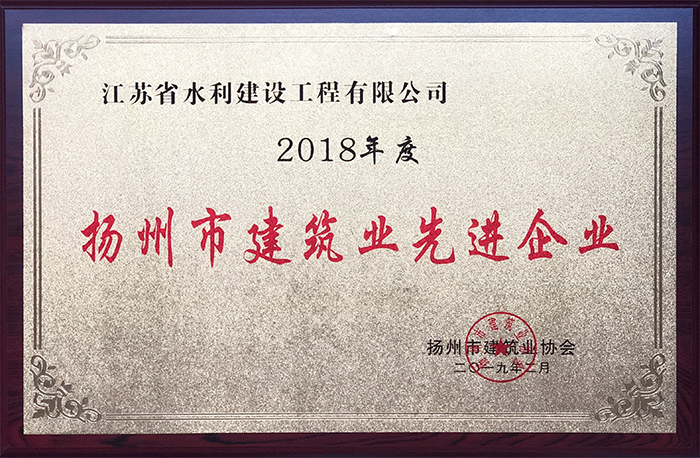 江苏省水利建设工程有限公司
2018年度
扬州市建筑业先进企业
扬州市建筑业协会
二〇一九年二月